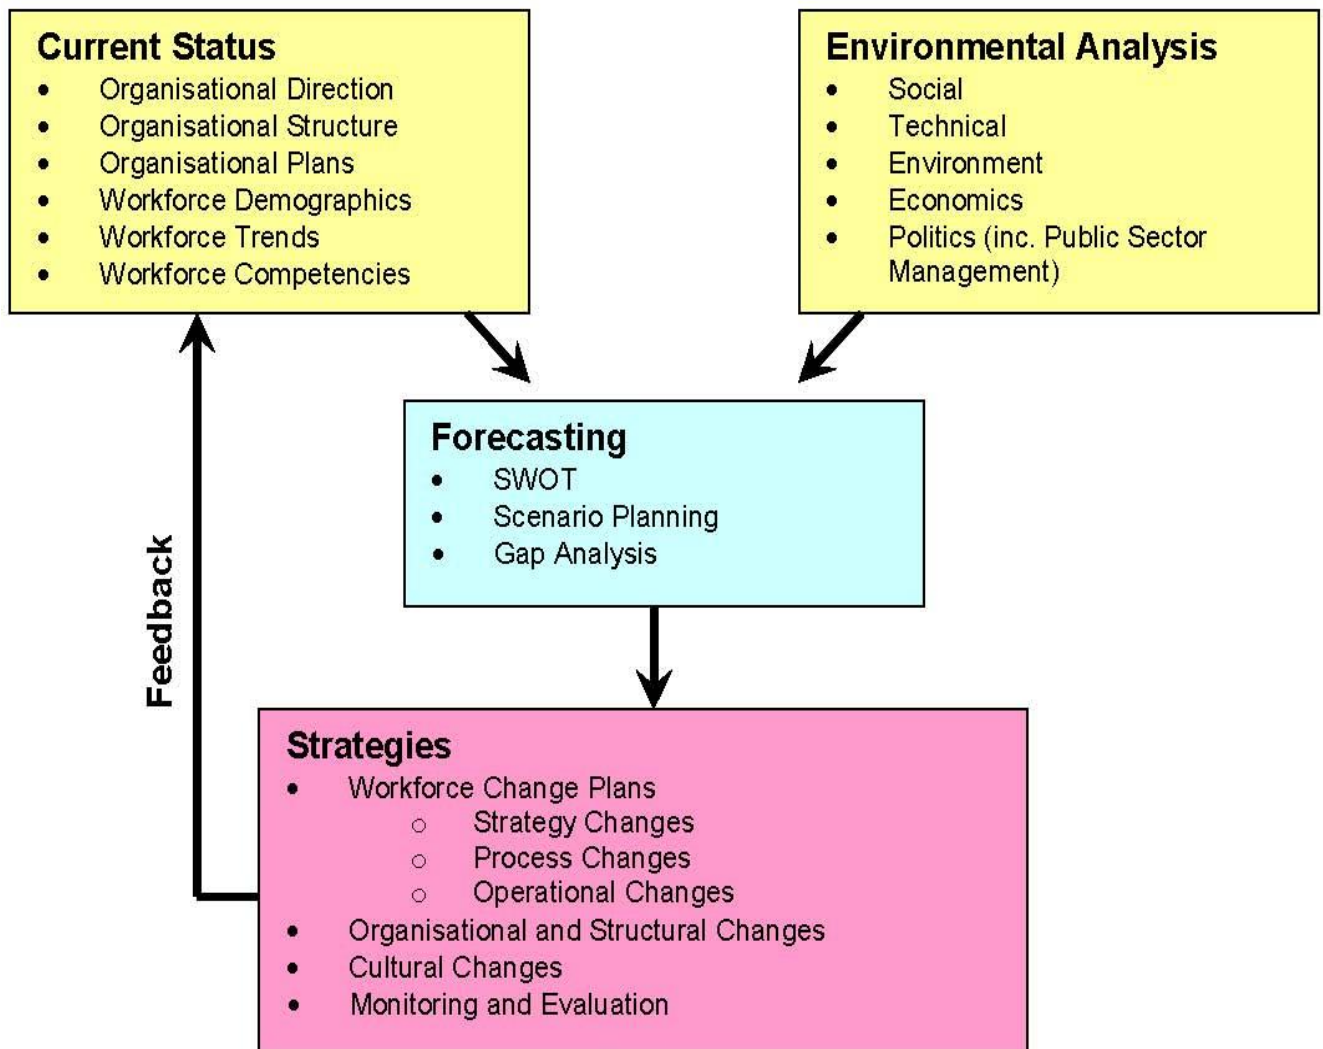 Current Status
• Organisational Direction
• Organisational Structure
• Organisational Plans
• Workforce Demographics
• Workforce Trends
• Workforce Competencies
Environmental Analysis
• Social
• Technical
• Environment
• Economics
• Politics (inc. Public Sector
Management)
Forecasting
• SWOT
• Scenario Planning
• Gap Analysis
Feedback
Strategies
• Workforce Change Plans
o Strategy Changes
o Process Changes
o Operational Changes
• Organisational and Structural Changes
• Cultural Changes
• Monitoring and Evaluation